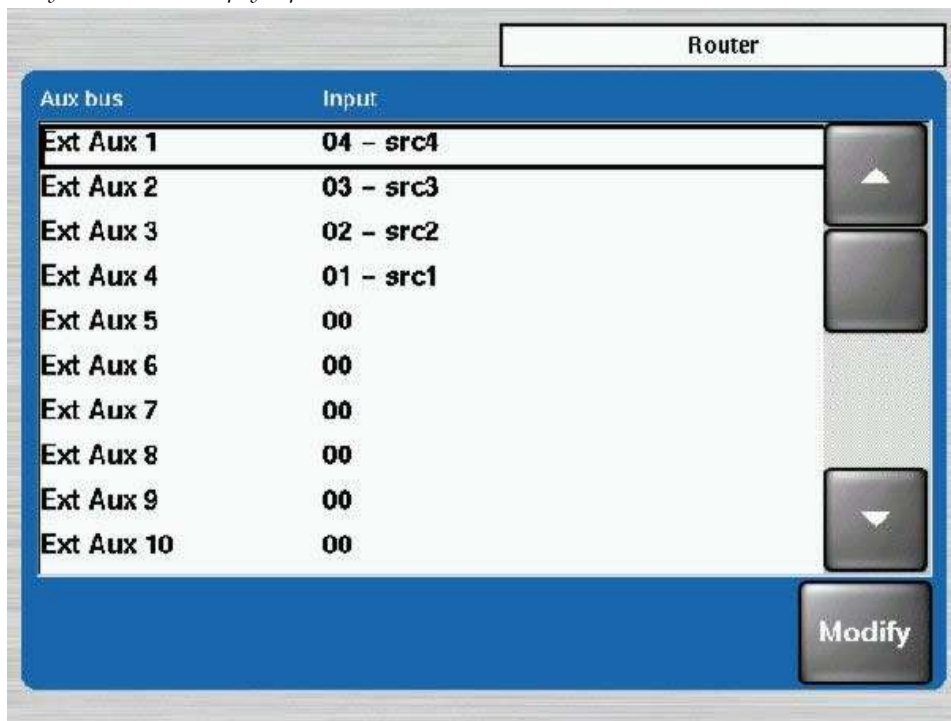 Router
Aux bus Input
Ext Aux 1 04 – src4
Ext Aux 2 03 – src3
Ext Aux 3 02 – src2
Ext Aux 4 01 – src1
Ext Aux 5 00
Ext Aux 6 00
Ext Aux 7 00
Ext Aux 8 00
Ext Aux 9 00
Ext Aux 10 00
Modify